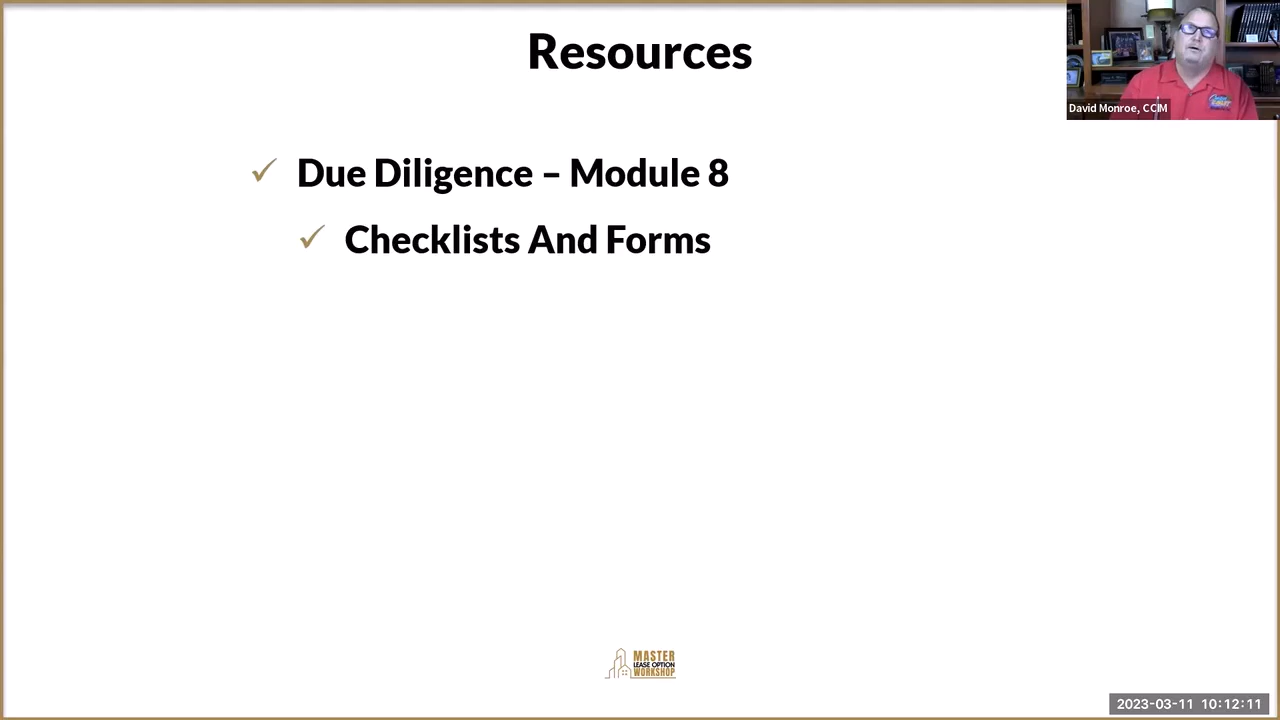 Resources
David Monroe, CCIM
Due Diligence – Module 8
Checklists And Forms
MASTER
LEASE OPTION
WORKSHOP
2023-03-11 10:12:11